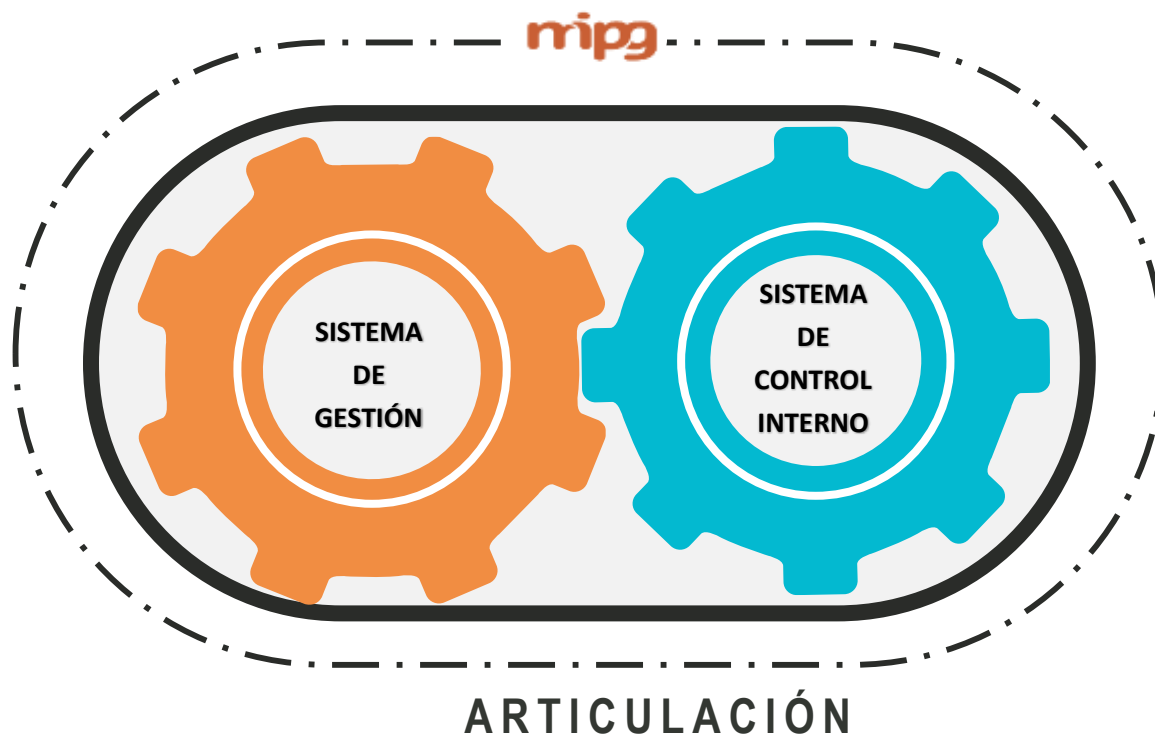 mipg
SISTEMA
DE
GESTIÓN
SISTEMA
DE
CONTROL
INTERNO
ARTICULACIÓN